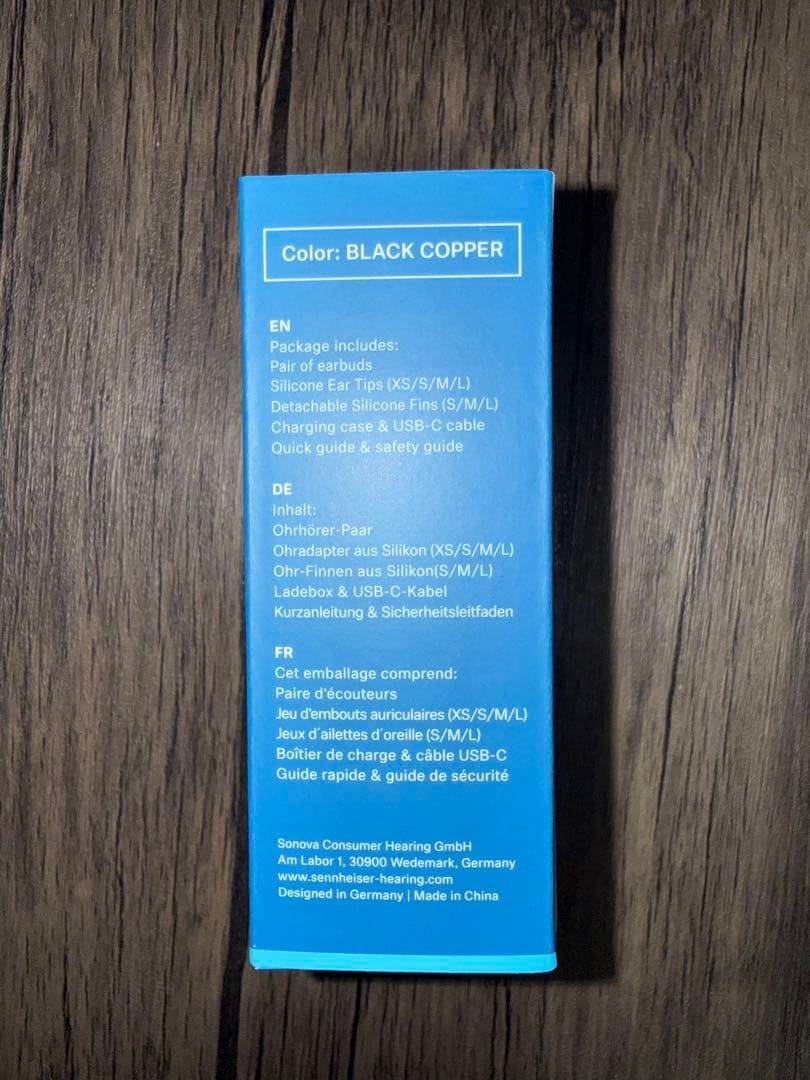 Color: BLACK COPPER
EN
Package includes:
Pair of earbuds
Silicone Ear Tips (XS/S/M/L)
Detachable Silicone Fins (S/M/L)
Charging case & USB-C cable
Quick guide & safety guide
DE
Inhalt:
Ohrhörer-Paar
Ohradapter aus Silikon (XS/S/M/L)
Ohr-Finnen aus Silikon(S/M/L)
Ladebox & USB-C-Kabel
Kurzanleitung & Sicherheitsleitfaden
FR
Cet emballage comprend:
Paire d'écouteurs
Jeu d'embouts auriculaires (XS/S/M/L)
Jeux d´ailettes d´oreille (S/M/L)
Boîtier de charge & câble USB-C
Guide rapide & guide de sécurité
Sonova Consumer Hearing GmbH
Am Labor 1, 30900 Wedemark, Germany
www.sennheiser-hearing.com
Designed in Germany | Made in China